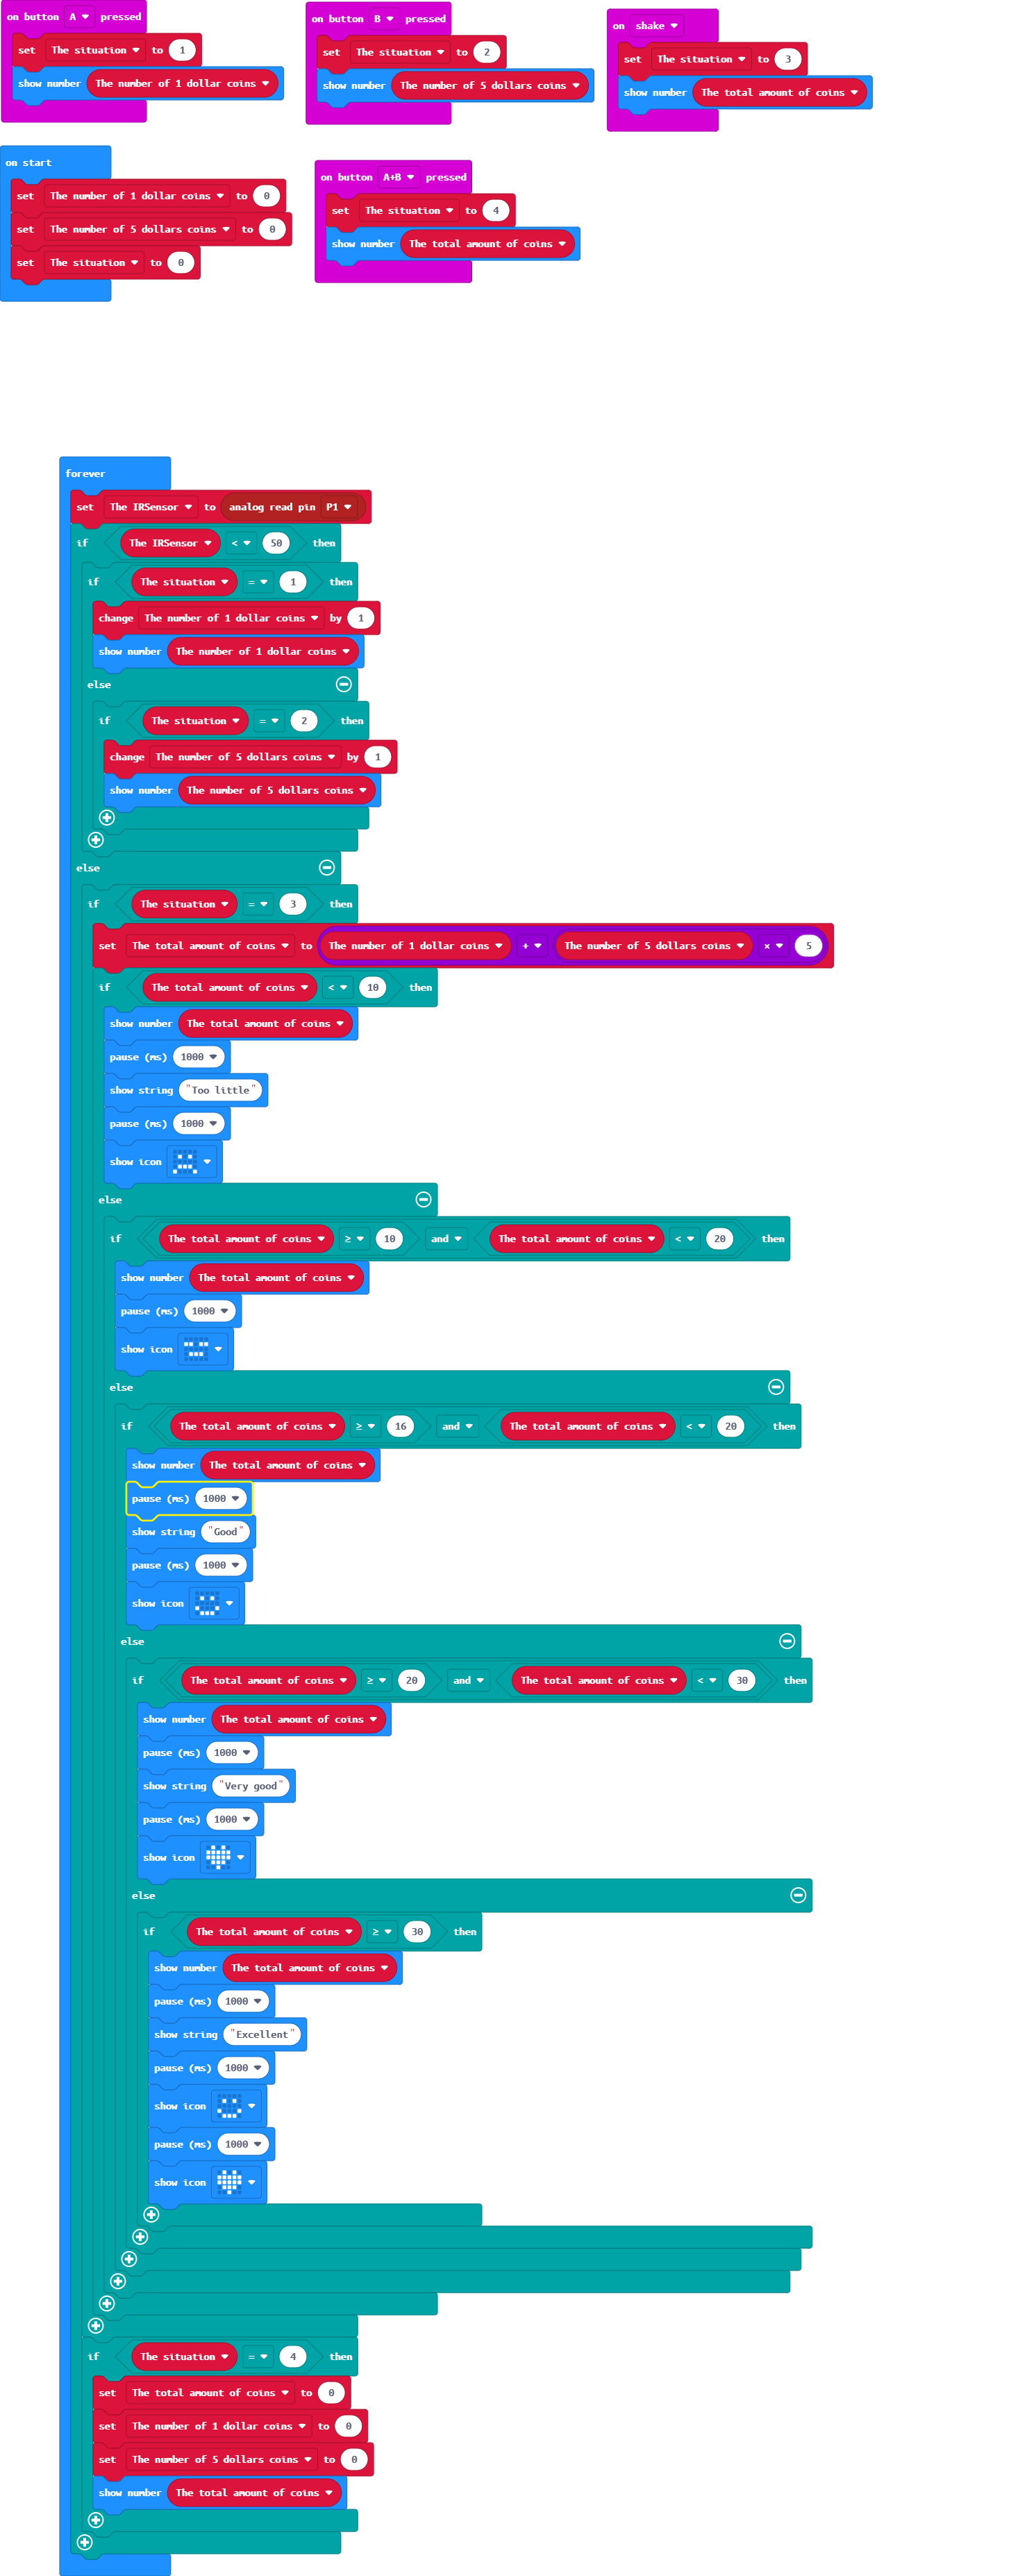 on button A pressed
set The situation to 1
show number The number of 1 dollar coins
on button B pressed
set The situation to 2
show number The number of 5 dollars coins
on shake
set The situation to 3
show number The total amount of coins
on start
set The number of 1 dollar coins to 0
set The number of 5 dollars coins to 0
set The situation to 0
on button A+B pressed
set The situation to 4
show number The total amount of coins
forever
set The IRSensor to analog read pin P1
if The IRSensor < 50 then
if The situation = 1 then
change The number of 1 dollar coins by 1
show number The number of 1 dollar coins
else
if The situation = 2 then
change The number of 5 dollars coins by 1
show number The number of 5 dollars coins
else
if The situation = 3 then
set The total amount of coins to The number of 1 dollar coins + The number of 5 dollars coins × 5
if The total amount of coins < 10 then
show number The total amount of coins
pause (ms) 1000
show string "Too little"
pause (ms) 1000
show icon
else
if The total amount of coins ≥ 10 and The total amount of coins < 20 then
show number The total amount of coins
pause (ms) 1000
show icon
else
if The total amount of coins ≥ 16 and The total amount of coins < 20 then
show number The total amount of coins
pause (ms) 1000
show string "Good"
pause (ms) 1000
show icon
else
if The total amount of coins ≥ 20 and The total amount of coins < 30 then
show number The total amount of coins
pause (ms) 1000
show string "Very good"
pause (ms) 1000
show icon
else
if The total amount of coins ≥ 30 then
show number The total amount of coins
pause (ms) 1000
show string "Excellent"
pause (ms) 1000
show icon
pause (ms) 1000
show icon
if The situation = 4 then
set The total amount of coins to 0
set The number of 1 dollar coins to 0
set The number of 5 dollars coins to 0
show number The total amount of coins